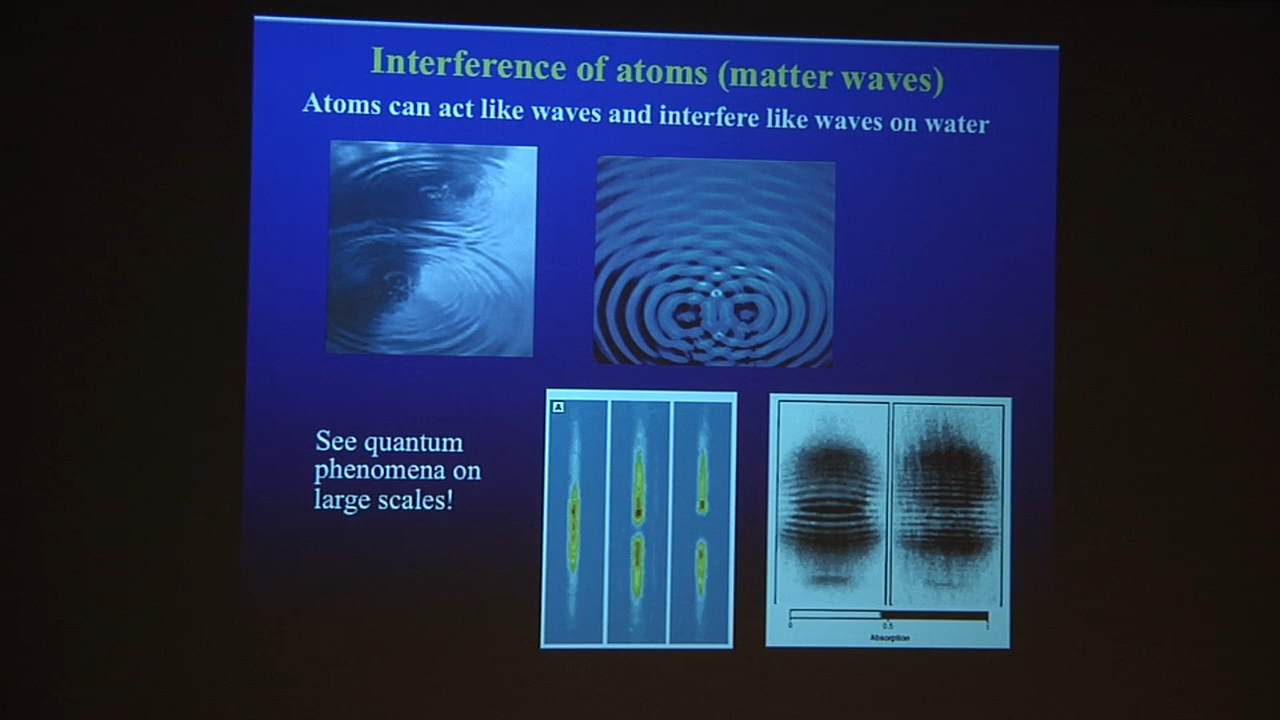 Interference of atoms (matter waves)
Atoms can act like waves and interfere like waves on water
See quantum
phenomena on
large scales!
A
0
0.5
1
Absorption